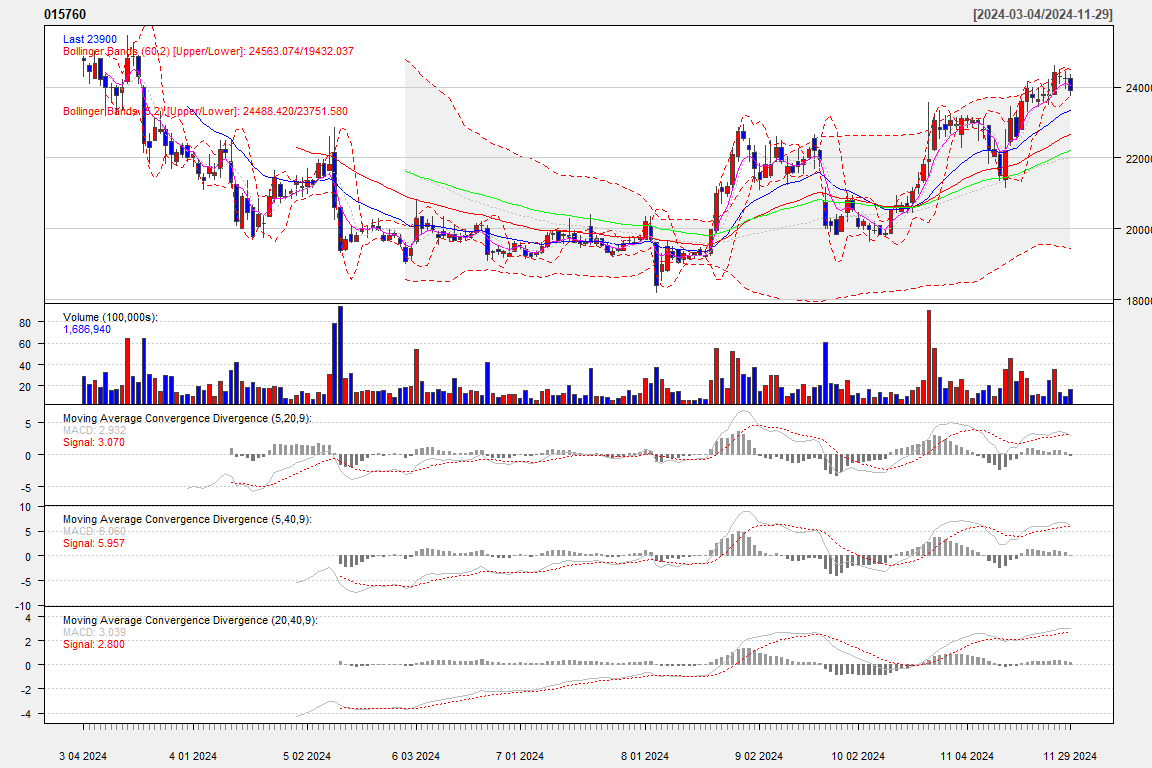 015760 [2024-03-04/2024-11-29]
Last 23900
Bollinger Bands (60,2) [Upper/Lower]: 24563.074/19432.037
Bollinger Bands (5,2) [Upper/Lower]: 24488.420/23751.580
24000
22000
20000
18000
Volume (100,000s):
1,686,940
80
60
40
20
Moving Average Convergence Divergence (5,20,9):
MACD: 2.932
Signal: 3.070
5
0
-5
Moving Average Convergence Divergence (5,40,9):
MACD: 6.060
Signal: 5.957
10
5
0
-5
-10
Moving Average Convergence Divergence (20,40,9):
MACD: 3.039
Signal: 2.800
4
2
0
-2
-4
3 04 2024 4 01 2024 5 02 2024 6 03 2024 7 01 2024 8 01 2024 9 02 2024 10 02 2024 11 04 2024 11 29 2024